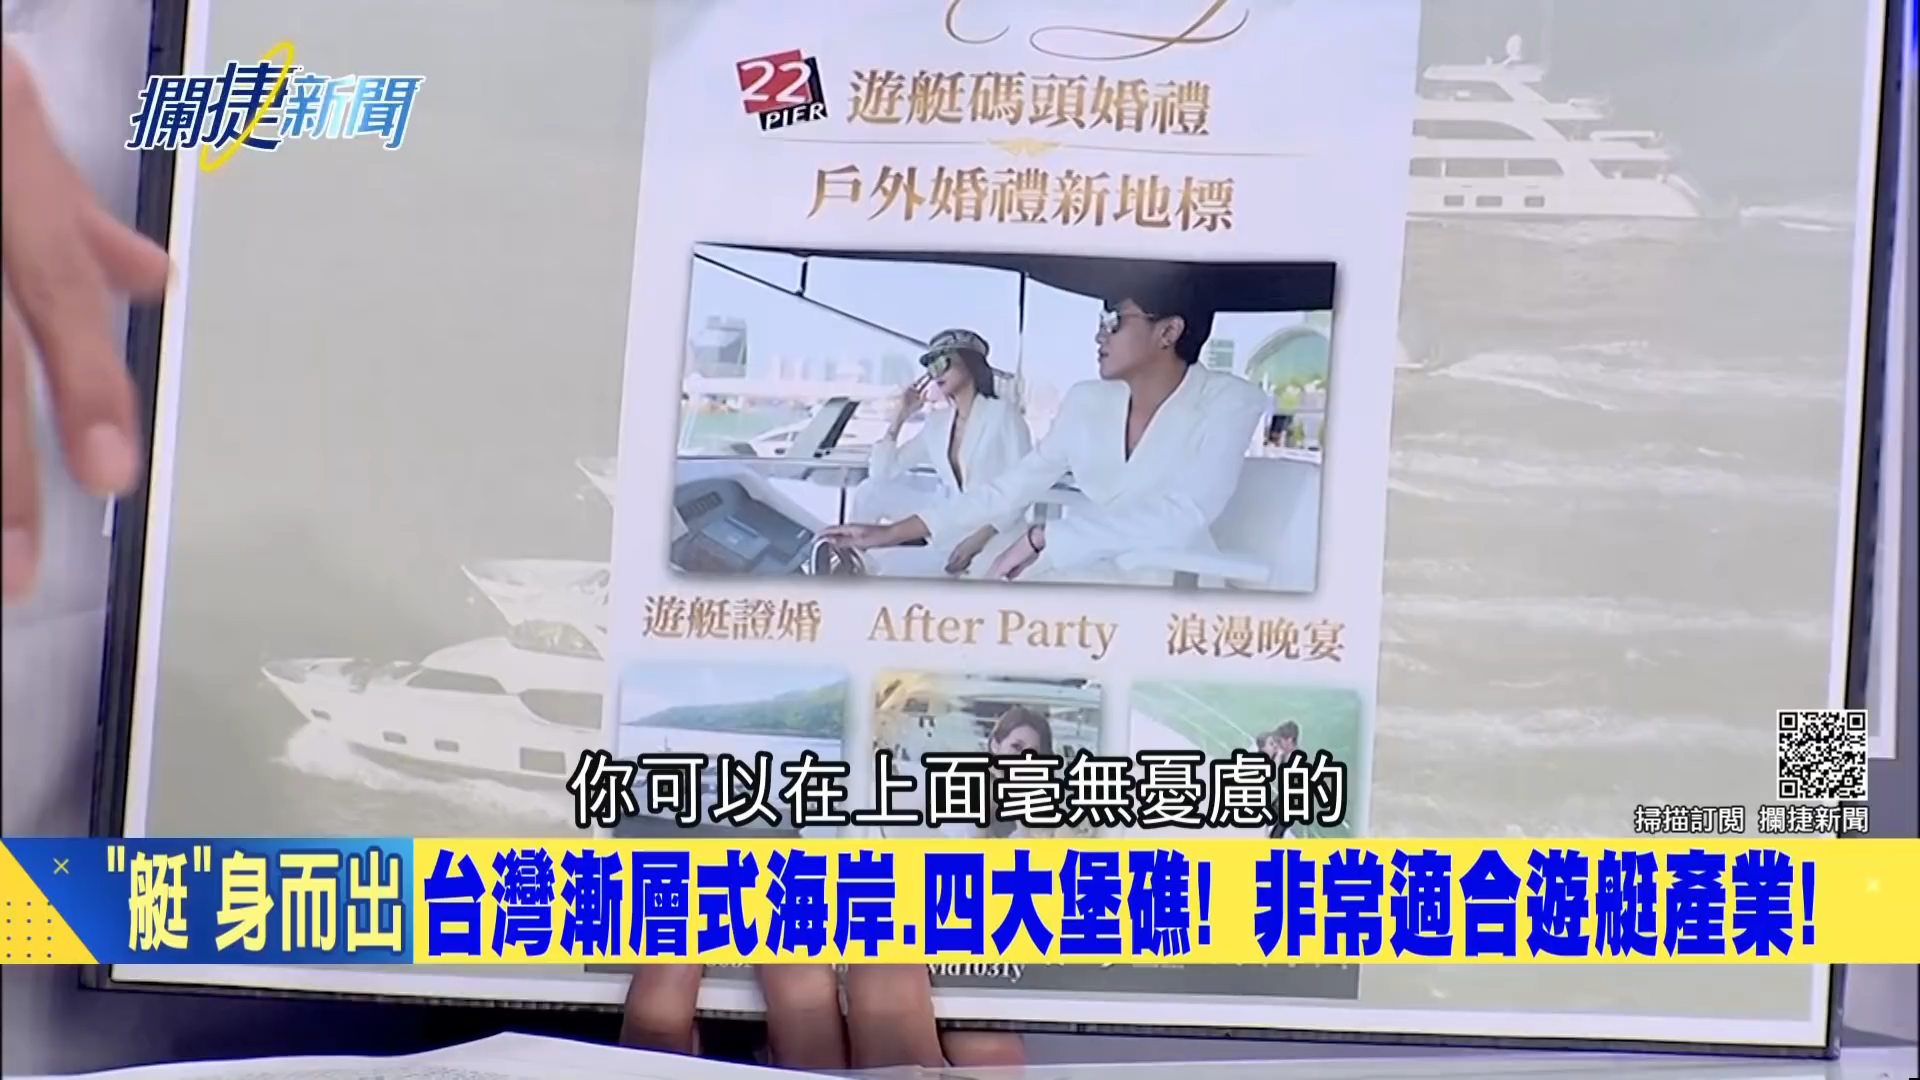 攔捷新聞
22
PIER
遊艇碼頭婚禮
戶外婚禮新地標
遊艇證婚
After Party
浪漫晚宴
你可以在上面毫無憂慮的
掃描訂閱 攔捷新聞
"艇"身而出
台灣漸層式海岸.四大堡礁! 非常適合遊艇產業!